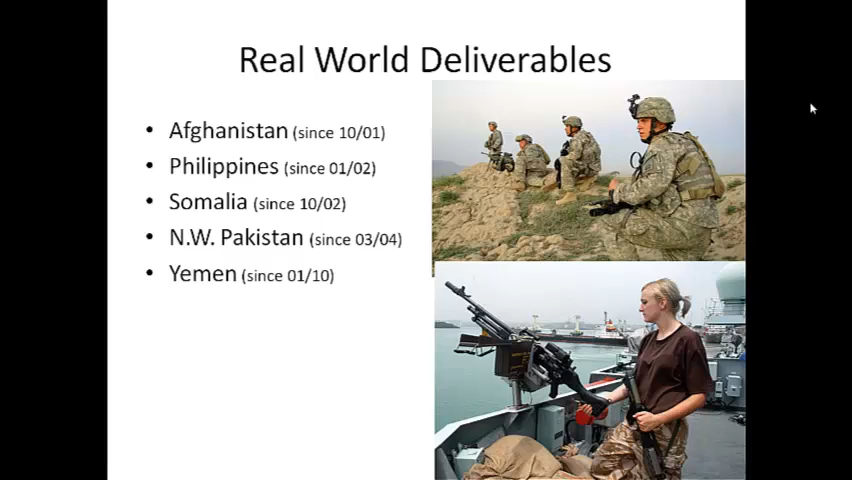 Real World Deliverables
• Afghanistan (since 10/01)
• Philippines (since 01/02)
• Somalia (since 10/02)
• N.W. Pakistan (since 03/04)
• Yemen (since 01/10)